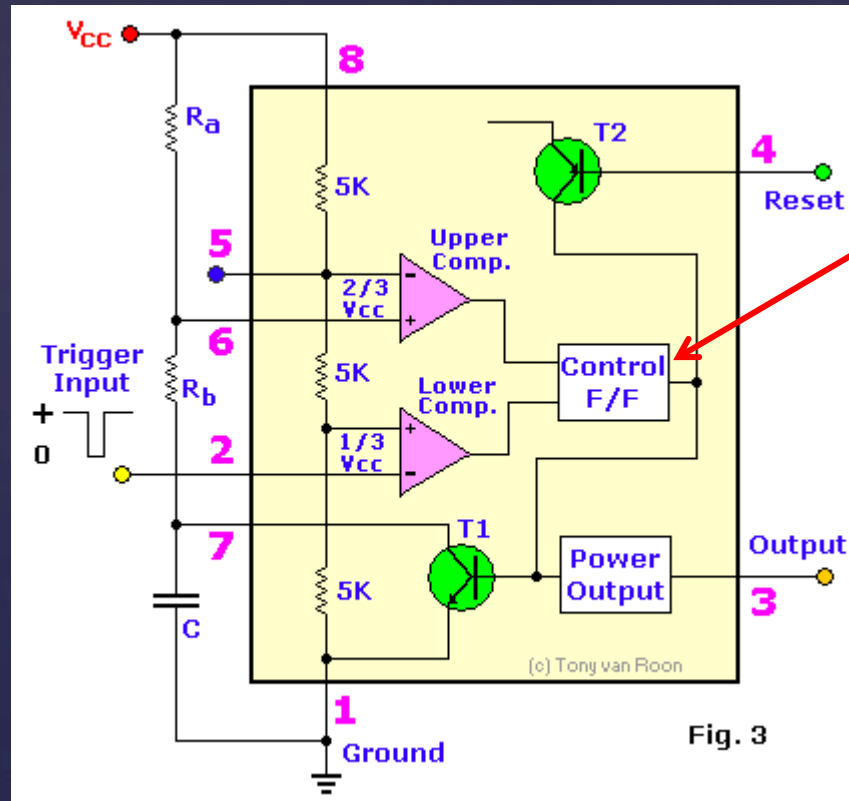 VCC
8
Ra
T2
4
5K
Reset
5
Upper
Comp.
-
2/3
Vcc
+
6
Trigger
Input
5K
Control
F/F
Rb
Lower
Comp.
+
0
+
1/3
Vcc
-
2
T1
7
Power
Output
Output
3
5K
C
(c) Tony van Roon
1
Ground
Fig. 3